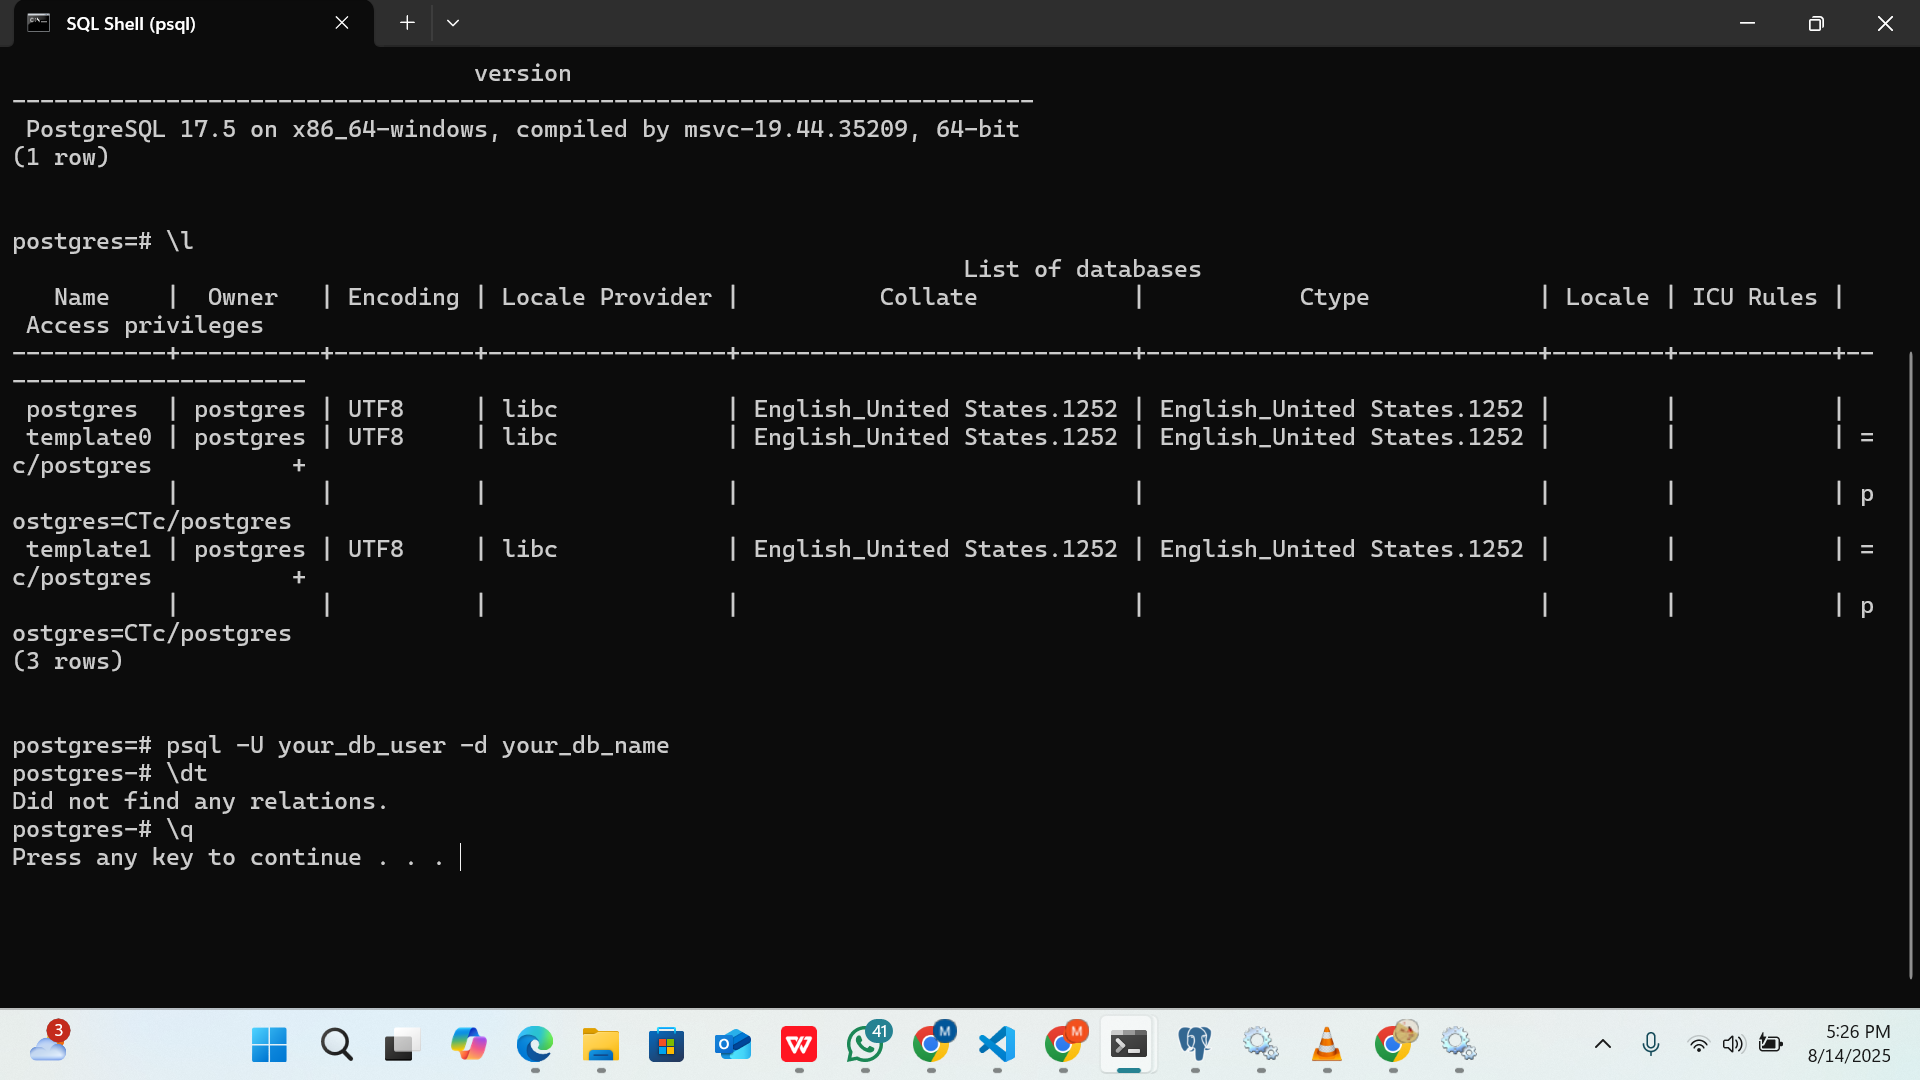 SQL Shell (psql)
version
-------------------------------------------------------------------------
PostgreSQL 17.5 on x86_64-windows, compiled by msvc-19.44.35209, 64-bit
(1 row)
postgres=# \l
List of databases
Name | Owner | Encoding | Locale Provider | Collate | Ctype | Locale | ICU Rules |
Access privileges
-----------+----------+----------+-----------------+----------------------------+----------------------------+--------+-----------+--
---------------------
postgres | postgres | UTF8 | libc | English_United States.1252 | English_United States.1252 | | |
template0 | postgres | UTF8 | libc | English_United States.1252 | English_United States.1252 | | | =
c/postgres +
| | | | | | | | p
ostgres=CTc/postgres
template1 | postgres | UTF8 | libc | English_United States.1252 | English_United States.1252 | | | =
c/postgres +
| | | | | | | | p
ostgres=CTc/postgres
(3 rows)
postgres=# psql -U your_db_user -d your_db_name
postgres-# \dt
Did not find any relations.
postgres-# \q
Press any key to continue . . .
3
41
M
M
5:26 PM
8/14/2025